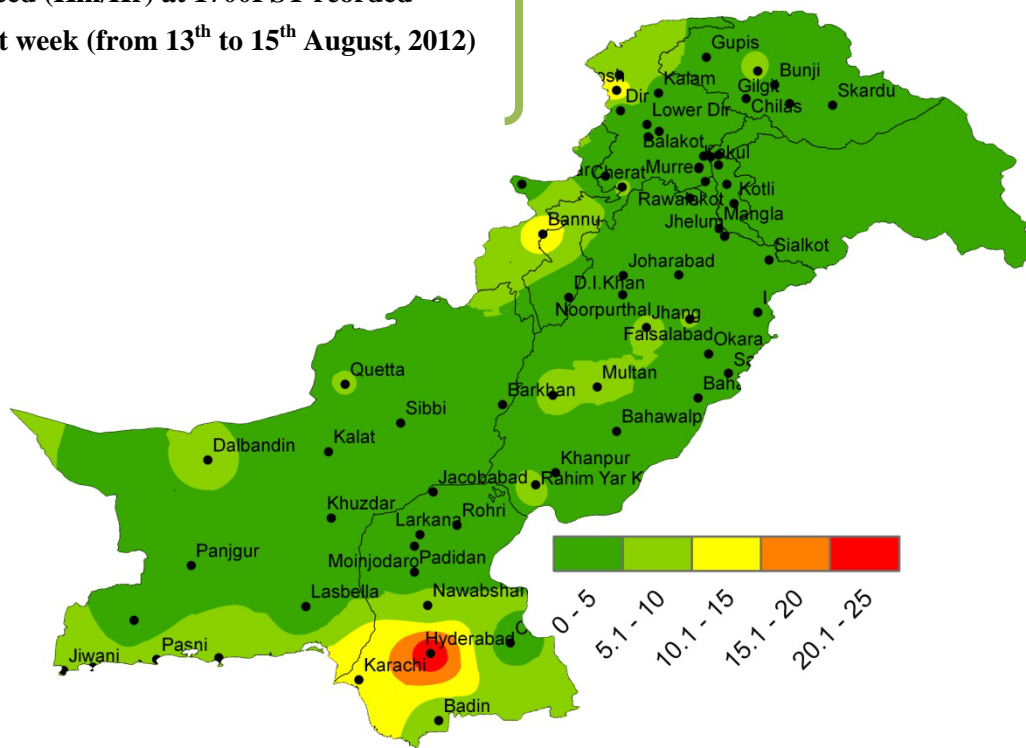 at 1700PST recorded
t week (from 13th to 15th August, 2012)
Gupis
Bunji
Kalam
Gilgit
Skardu
Dir
Chilas
Lower Dir
Balakot
Kakul
Cherat
Murree
Kotli
Rawalakot
Bannu
Mangla
Jhelum
Sialkot
Joharabad
D.I.Khan
Noorpurthal
Jhang
Faisalabad
Okara
Quetta
Multan
Barkhan
Bahawalp
Sibbi
Dalbandin
Kalat
Khanpur
Jacobabad
Rahim Yar K
Khuzdar
Rohri
Larkana
Panjgur
Moinjodaro
Padidan
Lasbella
Nawabshah
Hyderabad
Pasni
Jiwani
Karachi
Badin
0 - 5
5.1 - 10
10.1 - 15
15.1 - 20
20.1 - 25